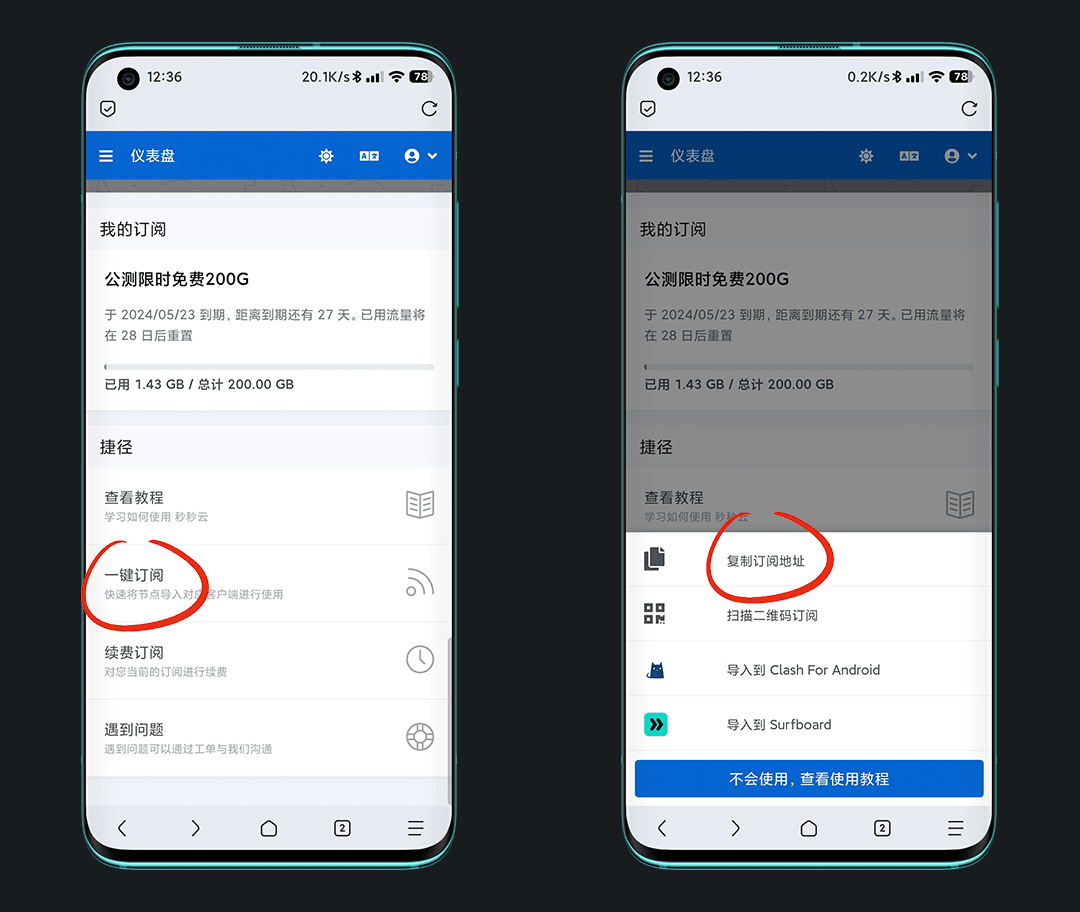 12:36
20.1K/s
78
仪表盘
我的订阅
公测限时免费200G
于 2024/05/23 到期，距离到期还有 27 天。已用流量将
在 28 日后重置
已用 1.43 GB / 总计 200.00 GB
捷径
查看教程
学习如何使用 秒秒云
一键订阅
快速将节点导入对应客户端进行使用
续费订阅
对您当前的订阅进行续费
遇到问题
遇到问题可以通过工单与我们沟通
2
12:36
0.2K/s
78
仪表盘
我的订阅
公测限时免费200G
于 2024/05/23 到期，距离到期还有 27 天。已用流量将
在 28 日后重置
已用 1.43 GB / 总计 200.00 GB
捷径
查看教程
学习如何使用 秒秒云
复制订阅地址
扫描二维码订阅
导入到 Clash For Android
导入到 Surfboard
不会使用，查看使用教程
2